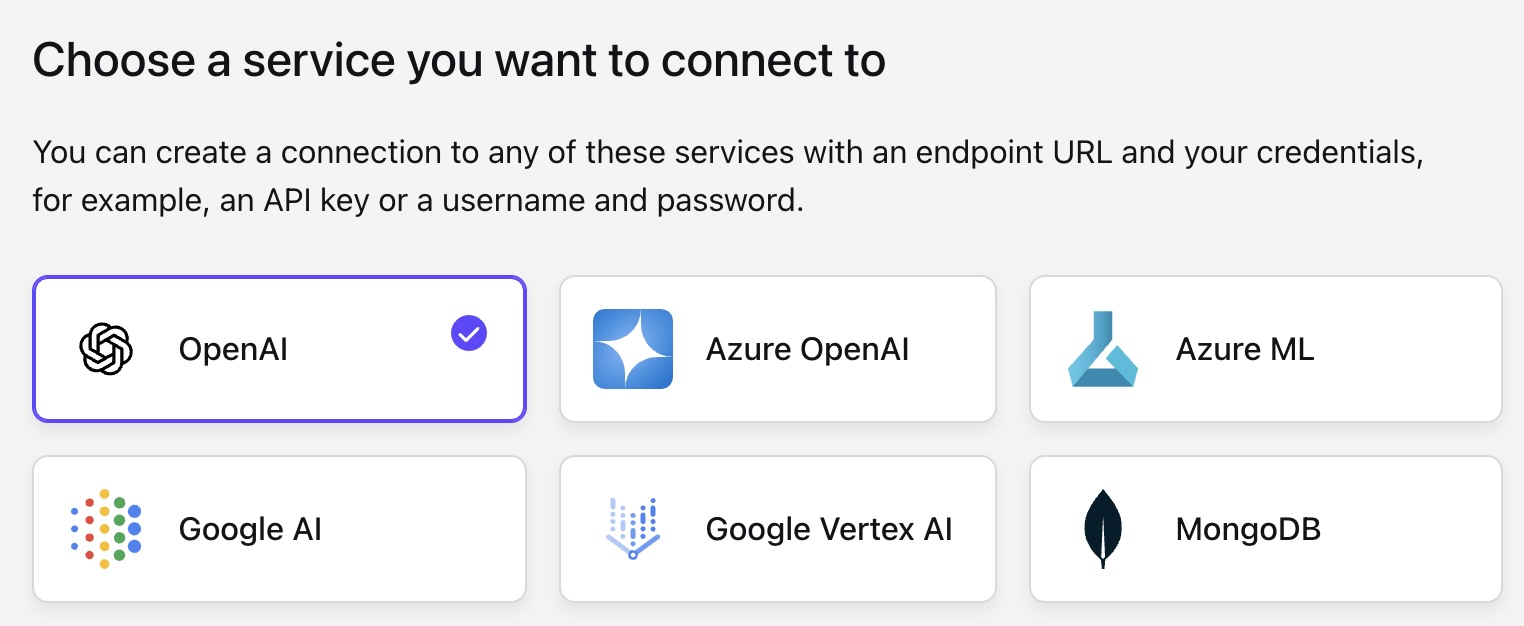 Choose a service you want to connect to
You can create a connection to any of these services with an endpoint URL and your credentials,
for example, an API key or a username and password.
OpenAI
Azure OpenAI
Azure ML
Google AI
Google Vertex AI
MongoDB